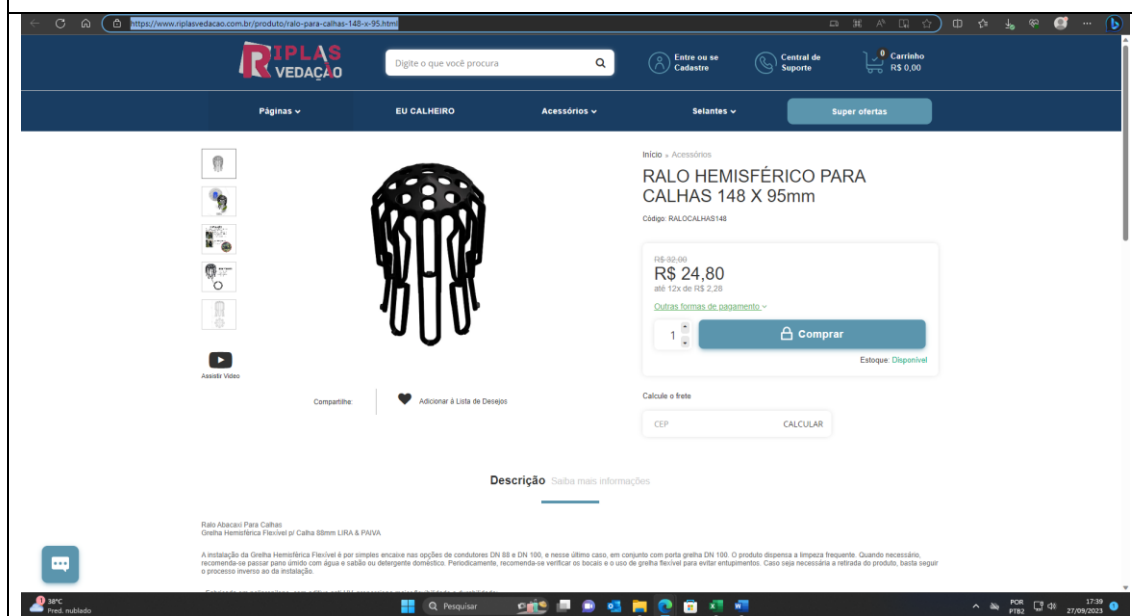 https://www.riplasvedacao.com.br/produto/ralo-para-calhas-148-x-95.html
RIPLAS
VEDAÇÃO
Digite o que você procura
Entre ou se
Cadastre
Central de
Suporte
0
Carrinho
R$ 0,00
Páginas
EU CALHEIRO
Acessórios
Selantes
Super ofertas
Início » Acessórios
RALO HEMISFÉRICO PARA
CALHAS 148 X 95mm
Código: RALOCALHAS148
R$ 32,00
R$ 24,80
até 12x de R$ 2,28
Outras formas de pagamento
1
Comprar
Estoque: Disponível
Assistir Vídeo
Compartilhe:
Adicionar à Lista de Desejos
Calcule o frete
CEP
CALCULAR
Descrição Saiba mais informações
Ralo Abacaxi Para Calhas
Grelha Hemisférica Flexível p/ Calha 88mm LIRA & PAIVA
A instalação da Grelha Hemisférica Flexível é por simples encaixe nas opções de condutores DN 88 e DN 100, e nesse último caso, em conjunto com porta grelha DN 100. O produto dispensa a limpeza frequente. Quando necessário,
recomenda-se passar pano úmido com água e sabão ou detergente doméstico. Periodicamente, recomenda-se verificar os bocais e o uso de grelha flexível para evitar entupimentos. Caso seja necessária a retirada do produto, basta seguir
o processo inverso ao da instalação.
38°C
Pred. nublado
Pesquisar
POR
PTB2
17:39
27/09/2023